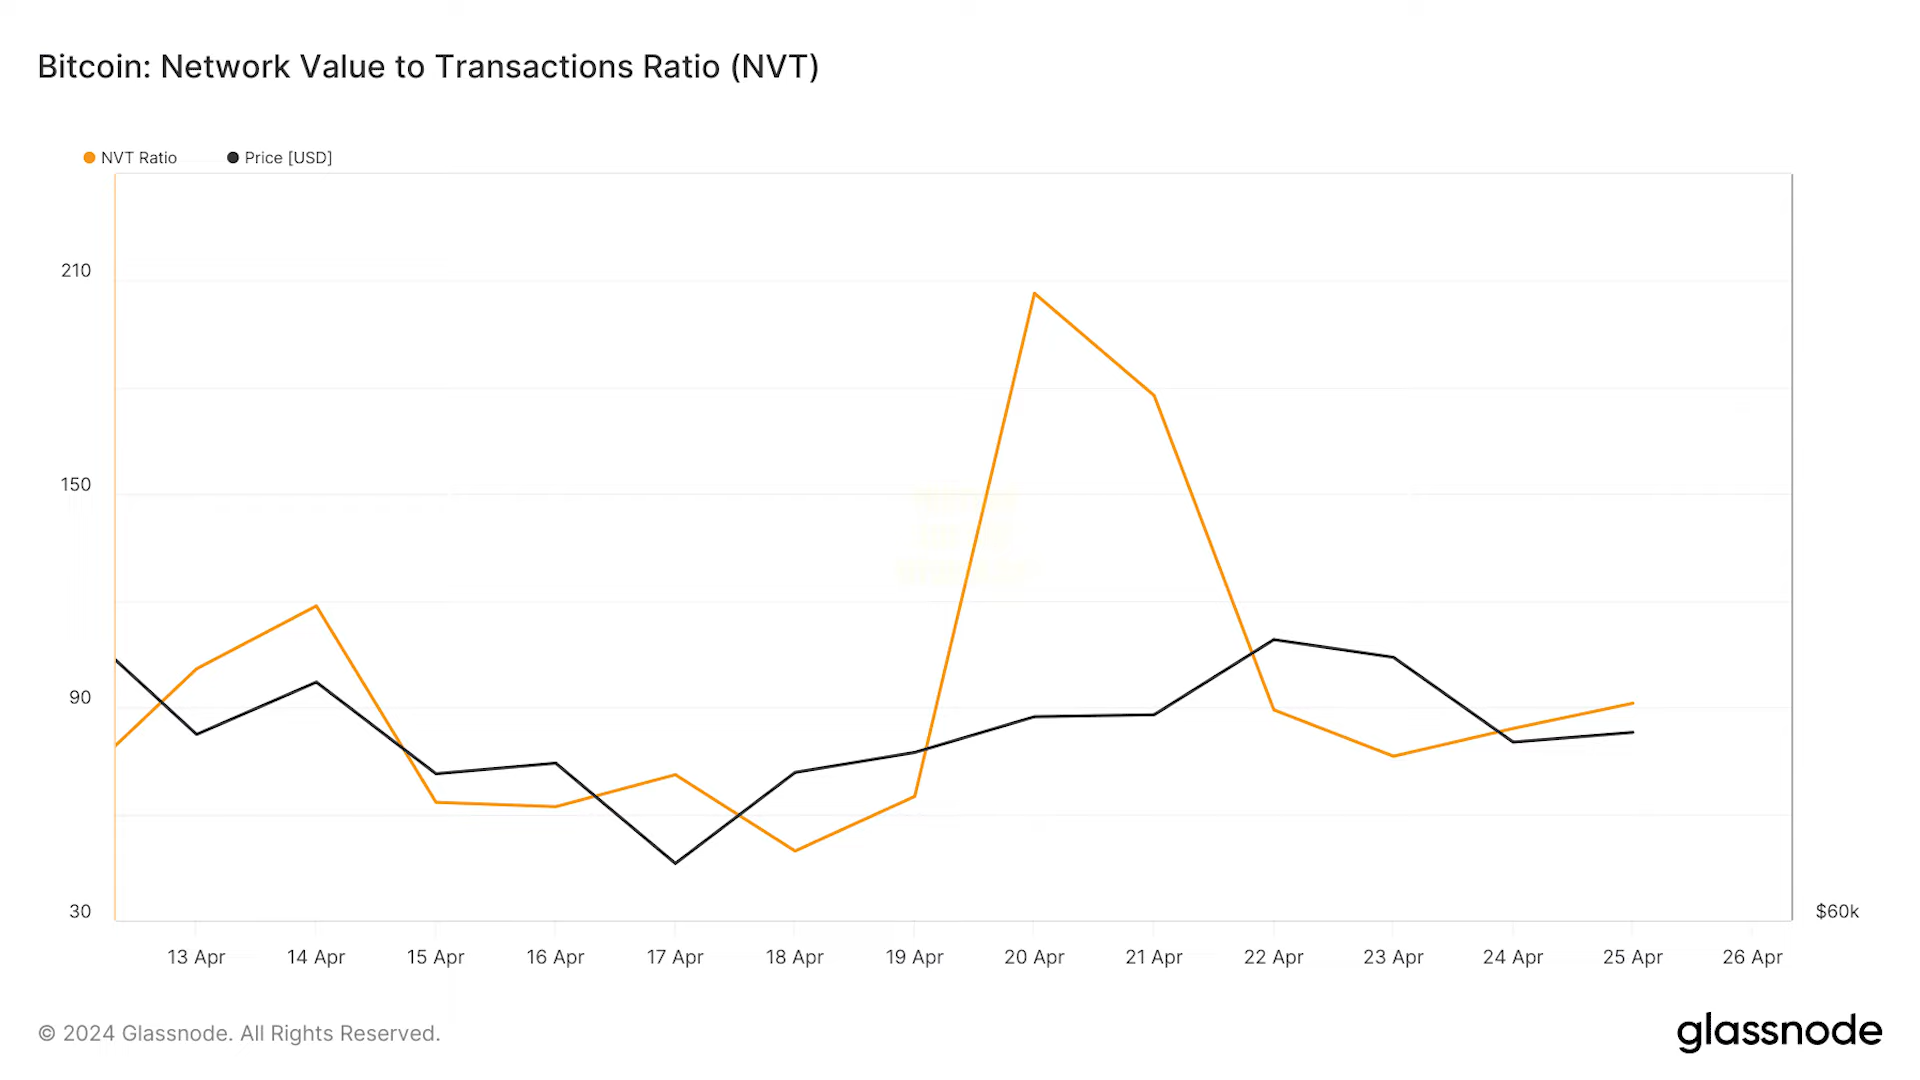 Bitcoin: Network Value to Transactions Ratio (NVT)
NVT Ratio Price [USD]
210
150
90
30 $60k
13 Apr 14 Apr 15 Apr 16 Apr 17 Apr 18 Apr 19 Apr 20 Apr 21 Apr 22 Apr 23 Apr 24 Apr 25 Apr 26 Apr
© 2024 Glassnode. All Rights Reserved.
glassnode